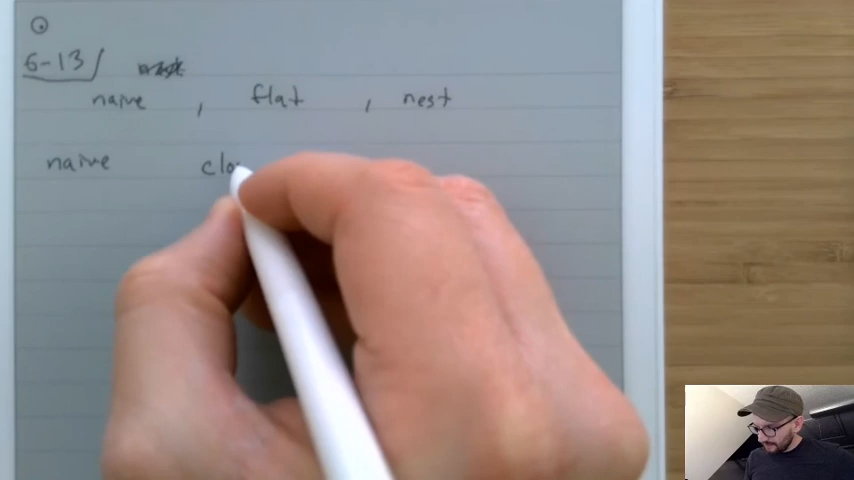 6-13/
naive , flat , nest
naive clo